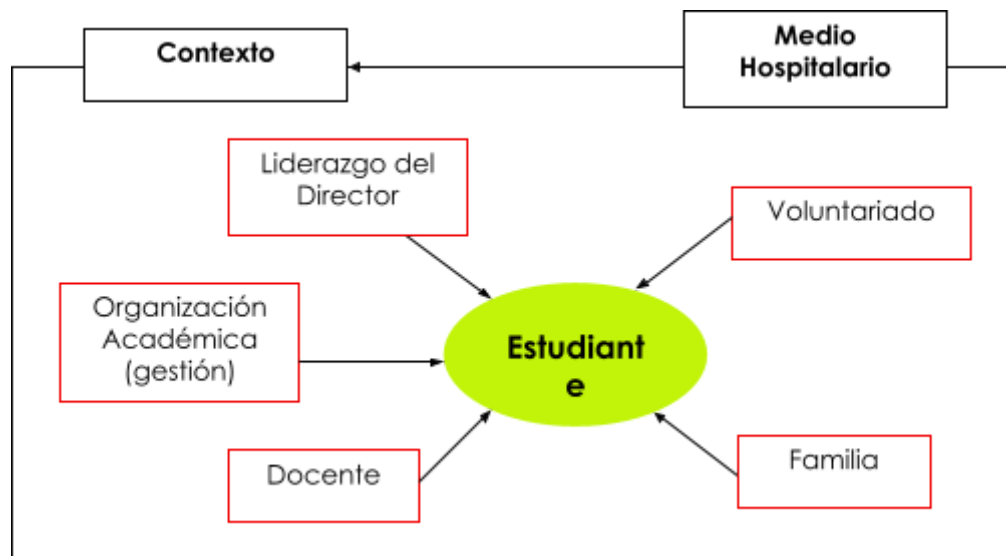 Contexto
Medio
Hospitalario
Liderazgo del
Director
Voluntariado
Organización
Académica
(gestión)
Estudiant
e
Docente
Familia